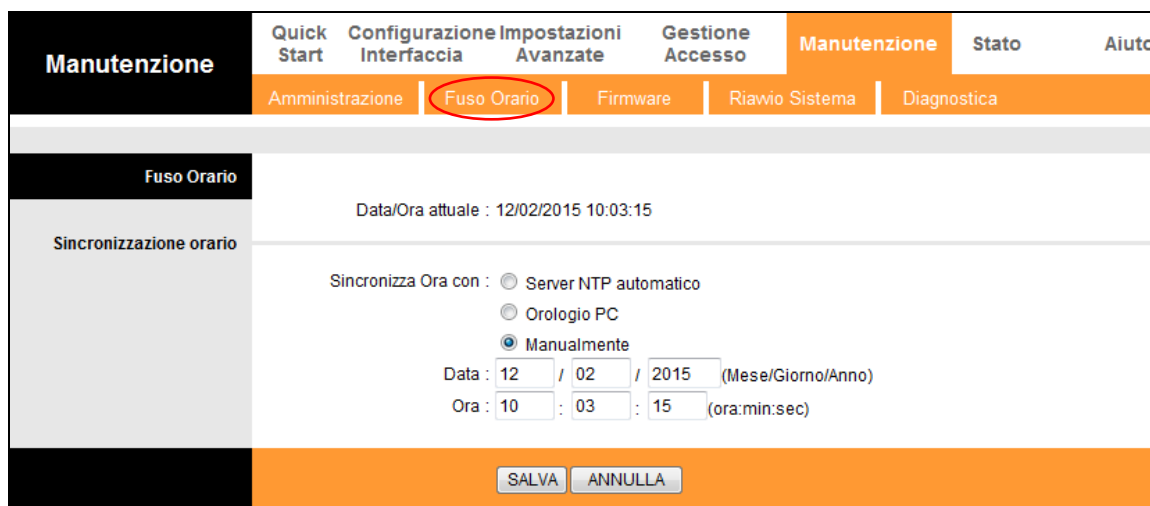 Manutenzione
Quick Start
Configurazione Interfaccia
Impostazioni Avanzate
Gestione Accesso
Manutenzione
Stato
Aiuto
Amministrazione
Fuso Orario
Firmware
Riavvio Sistema
Diagnostica
Fuso Orario
Data/Ora attuale : 12/02/2015 10:03:15
Sincronizzazione orario
Sincronizza Ora con : Server NTP automatico
Orologio PC
Manualmente
Data : 12 / 02 / 2015 (Mese/Giorno/Anno)
Ora : 10 : 03 : 15 (ora:min:sec)
SALVA ANNULLA